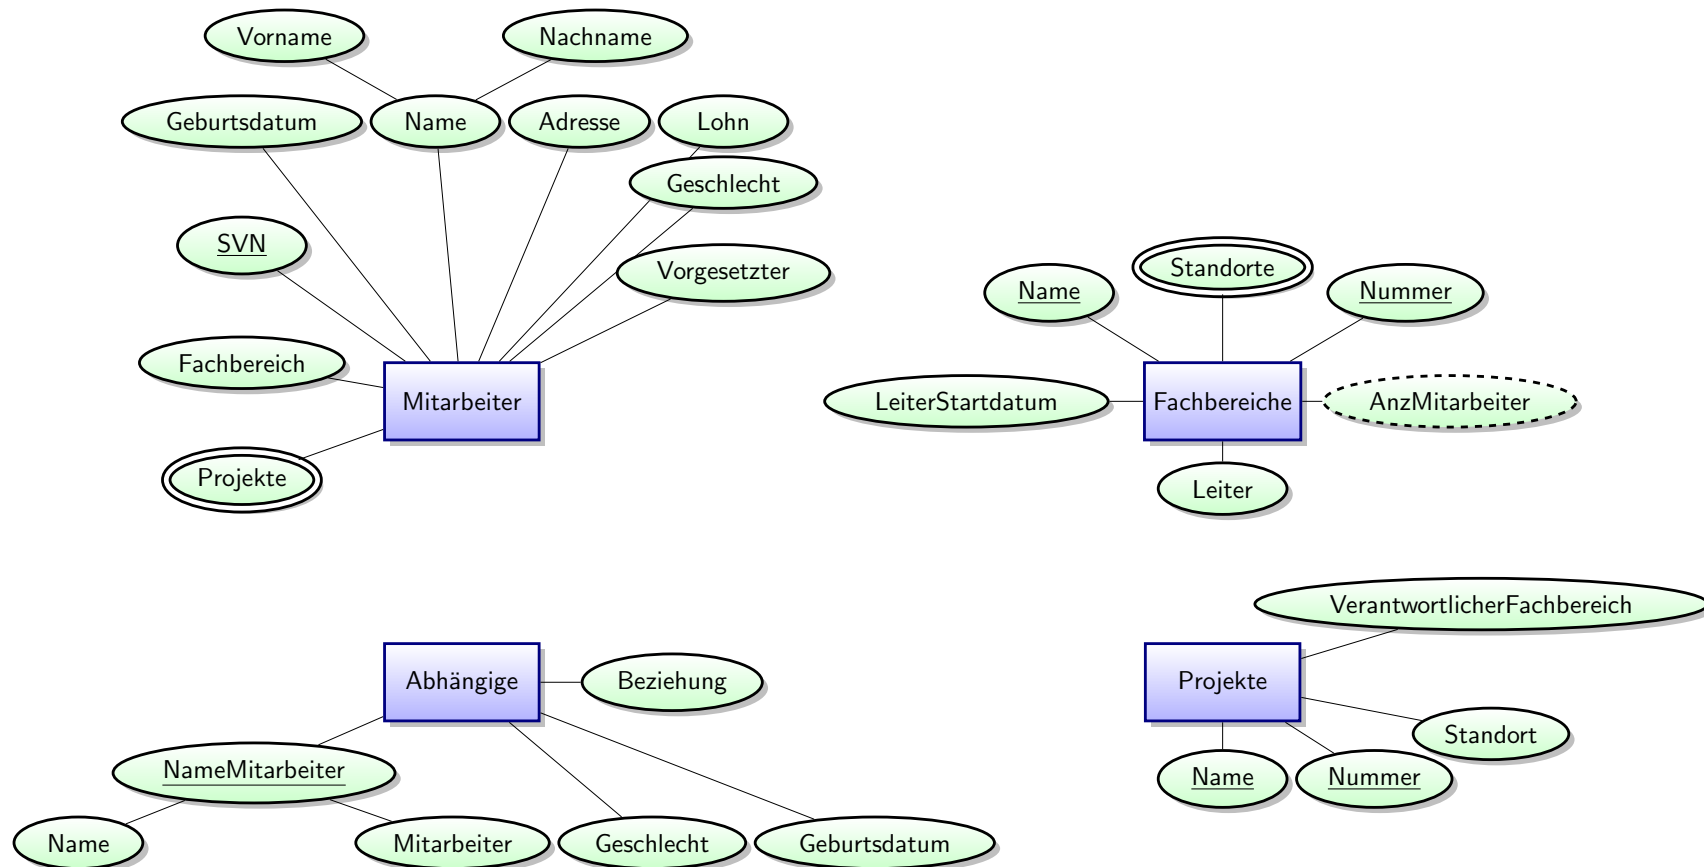 Vorname
Nachname
Geburtsdatum
Name
Adresse
Lohn
Geschlecht
SVN
Vorgesetzter
Fachbereich
Mitarbeiter
Projekte
Standorte
Name
Nummer
LeiterStartdatum
Fachbereiche
AnzMitarbeiter
Leiter
Abhängige
Beziehung
NameMitarbeiter
Name
Mitarbeiter
Geschlecht
Geburtsdatum
VerantwortlicherFachbereich
Projekte
Standort
Name
Nummer